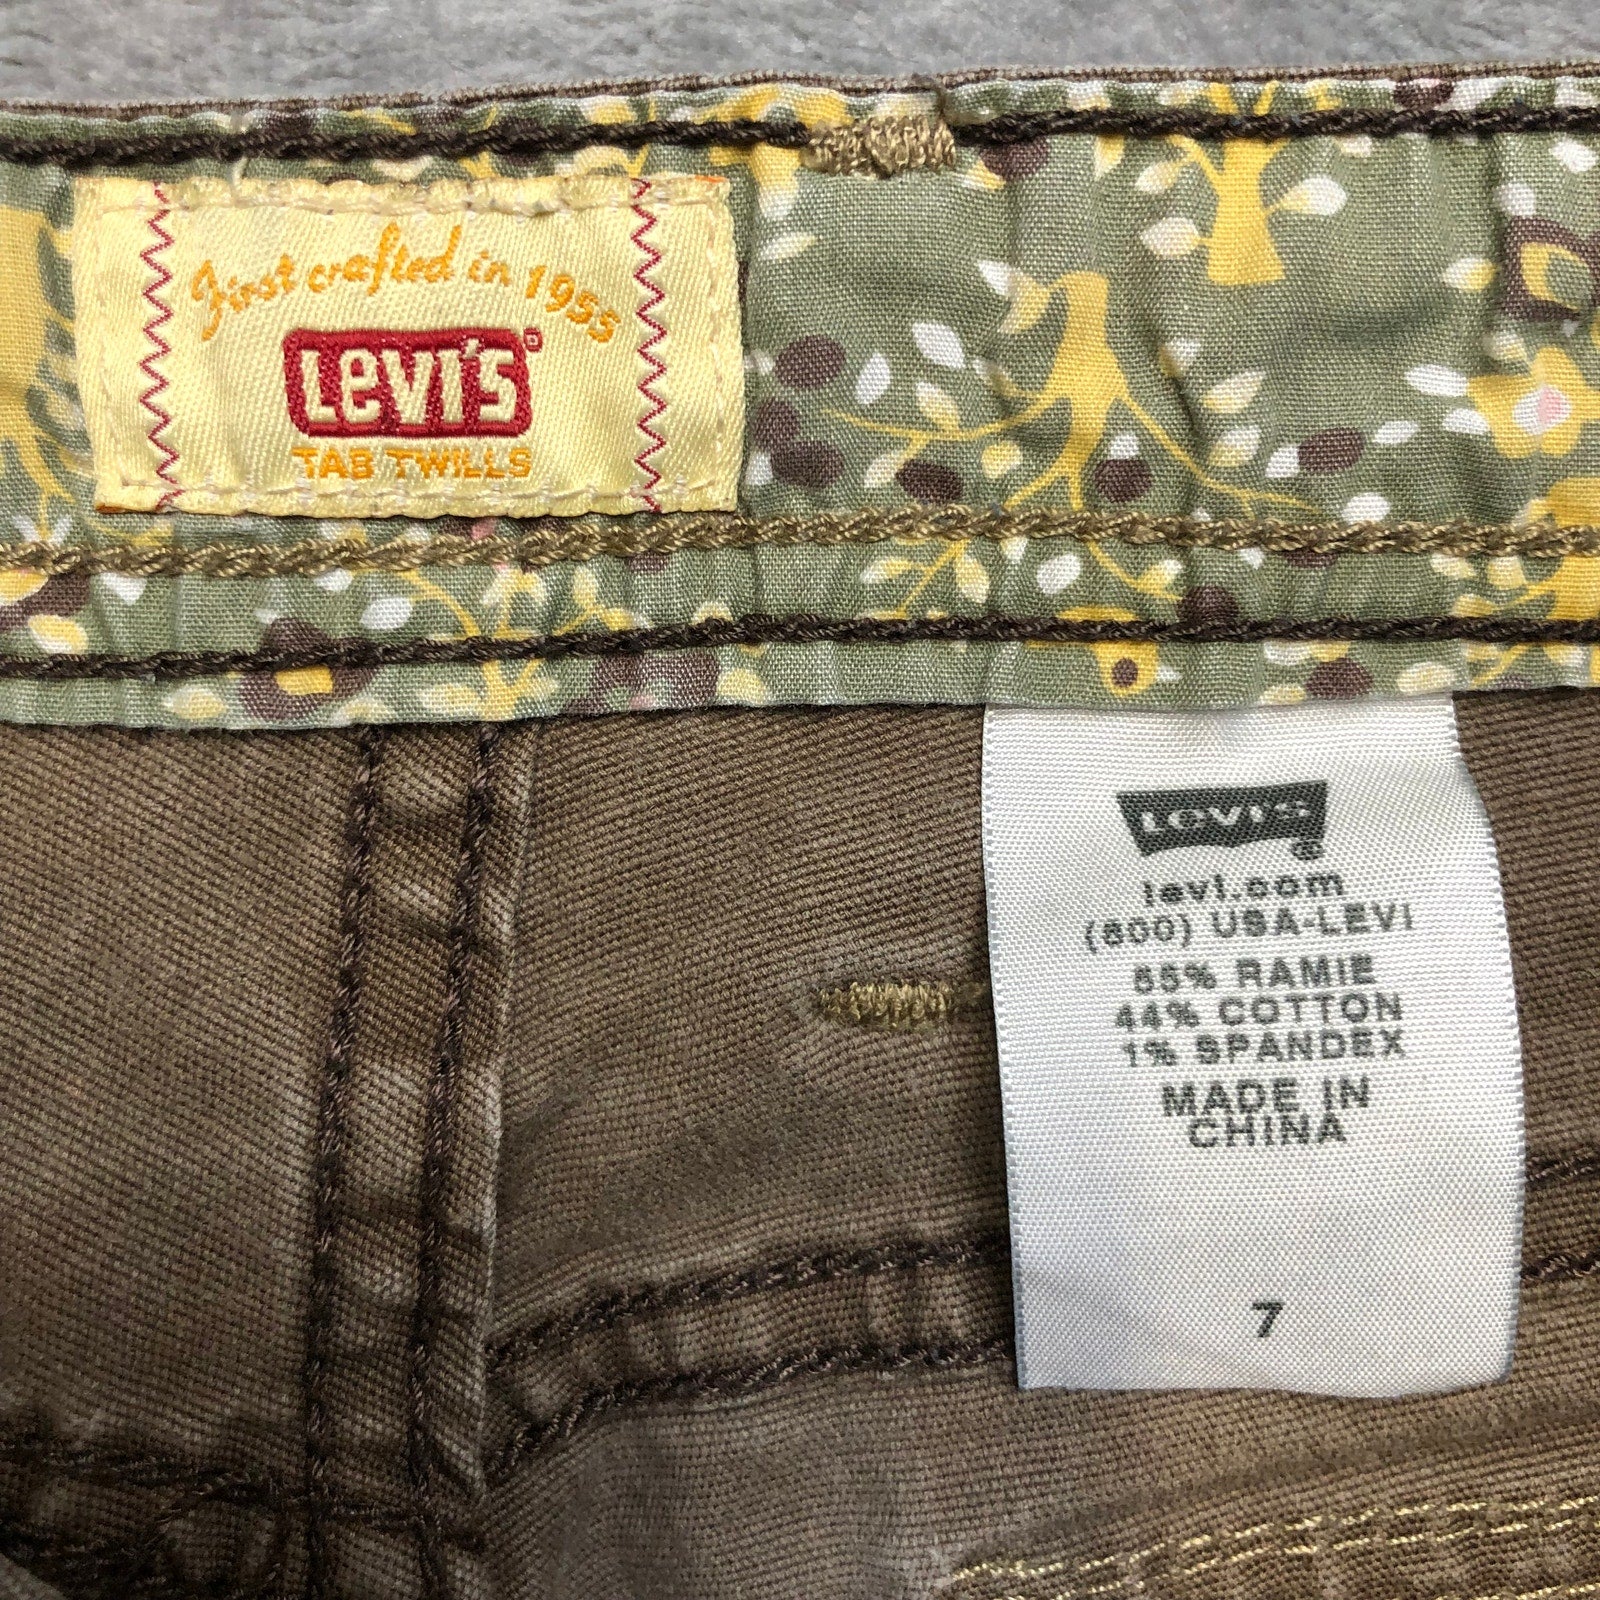 First crafted in 1955
LEVI'S
TAB TWILLS
LEVI'S ®
levi.com
(800) USA-LEVI
55% RAMIE
44% COTTON
1% SPANDEX
MADE IN
CHINA
7